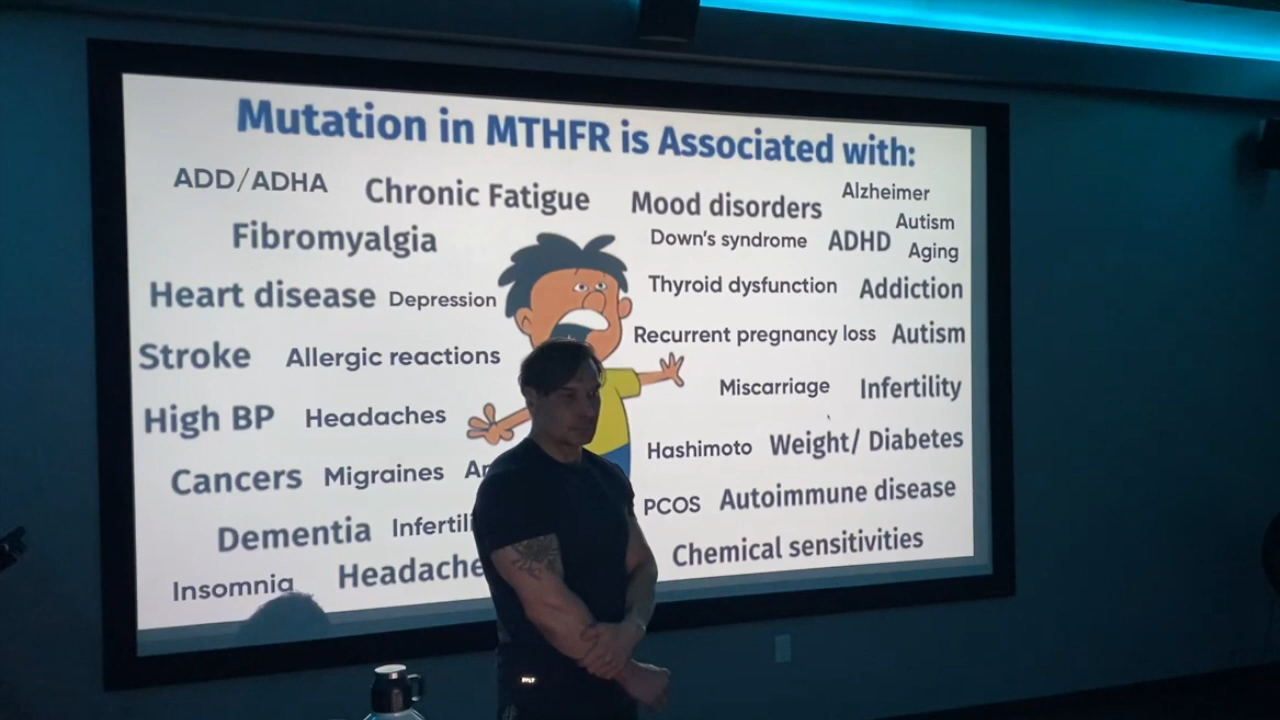 Mutation in MTHFR is Associated with:
ADD/ADHA Chronic Fatigue Mood disorders Alzheimer
Autism
Fibromyalgia Down's syndrome ADHD Aging
Heart disease Depression Thyroid dysfunction Addiction
Stroke Allergic reactions Recurrent pregnancy loss Autism
High BP Headaches Miscarriage Infertility
Cancers Migraines Hashimoto Weight/ Diabetes
Dementia Infertili PCOS Autoimmune disease
Insomnia Headache Chemical sensitivities